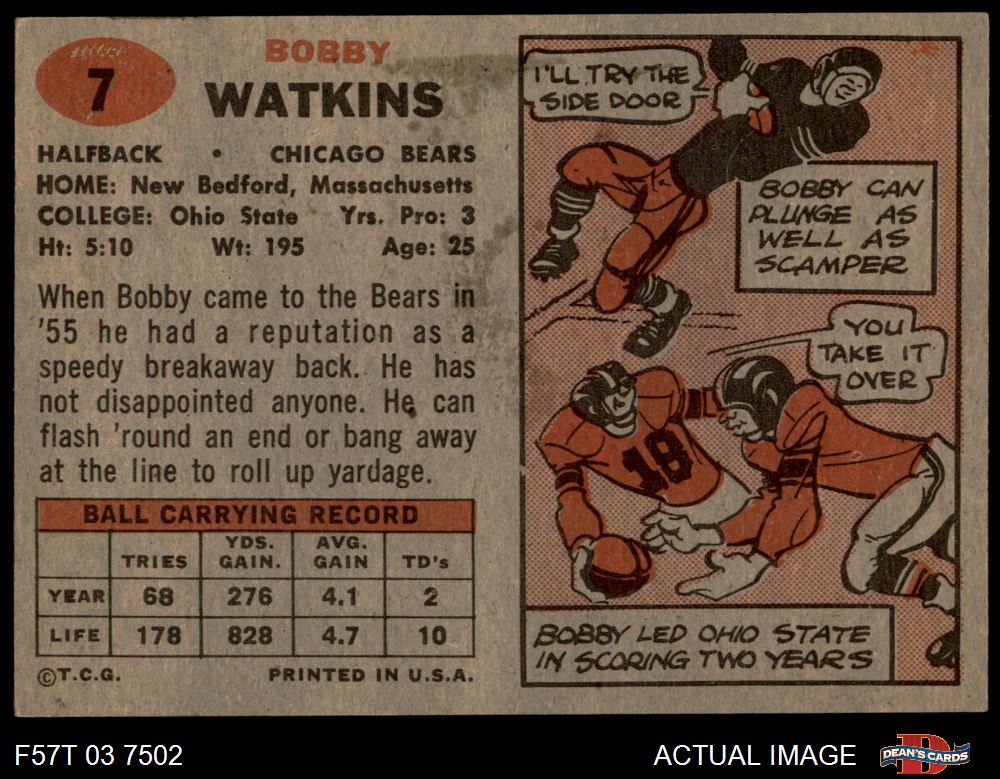 7
BOBBY
WATKINS
HALFBACK • CHICAGO BEARS
HOME: New Bedford, Massachusetts
COLLEGE: Ohio State Yrs. Pro: 3
Ht: 5:10 Wt: 195 Age: 25
When Bobby came to the Bears in
'55 he had a reputation as a
speedy breakaway back. He has
not disappointed anyone. He can
flash 'round an end or bang away
at the line to roll up yardage.
BALL CARRYING RECORD
TRIES YDS. GAIN. AVG. GAIN TD's
YEAR 68 276 4.1 2
LIFE 178 828 4.7 10
©T.C.G. PRINTED IN U.S.A.
I'LL TRY THE
SIDE DOOR
BOBBY CAN
PLUNGE AS
WELL AS
SCAMPER
YOU
TAKE IT
OVER
18
BOBBY LED OHIO STATE
IN SCORING TWO YEARS
F57T 03 7502
ACTUAL IMAGE
DEAN'S CARDS